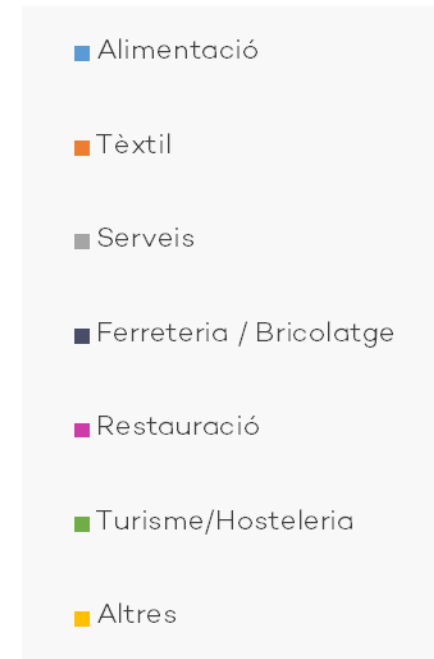 Alimentació
Tèxtil
Serveis
Ferreteria / Bricolatge
Restauració
Turisme/Hosteleria
Altres